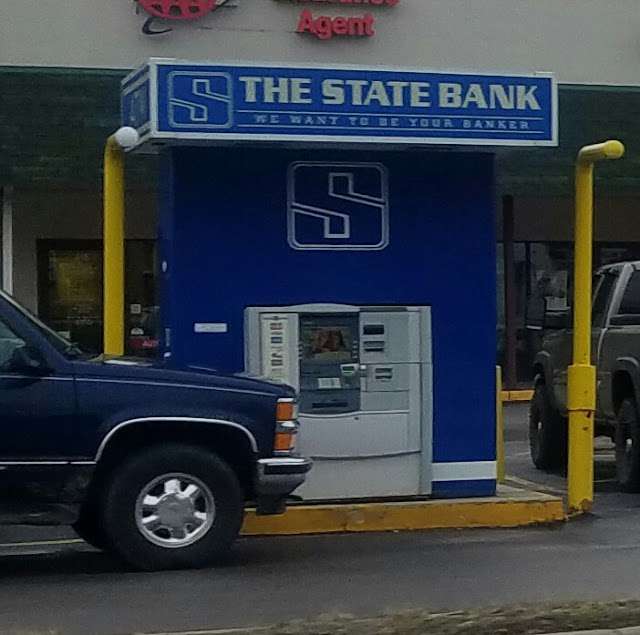 Agent
THE STATE BANK
WE WANT TO BE YOUR BANKER
S